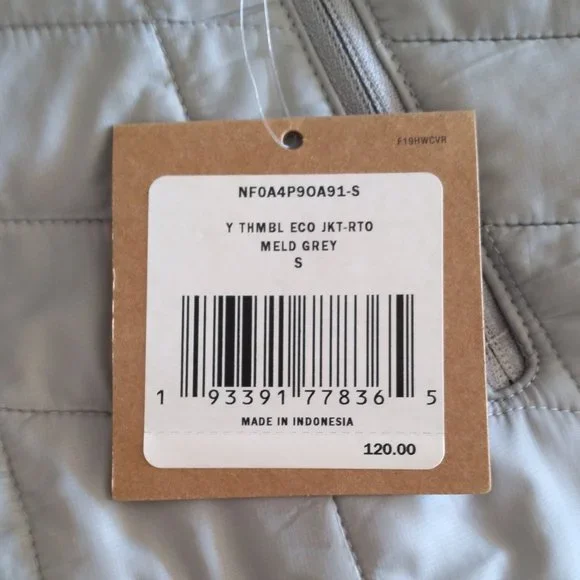 F19HWCVR
NF0A4P9OA91-S
Y THMBL ECO JKT-RTO
MELD GREY
S
1 93391 77836 5
MADE IN INDONESIA
120.00